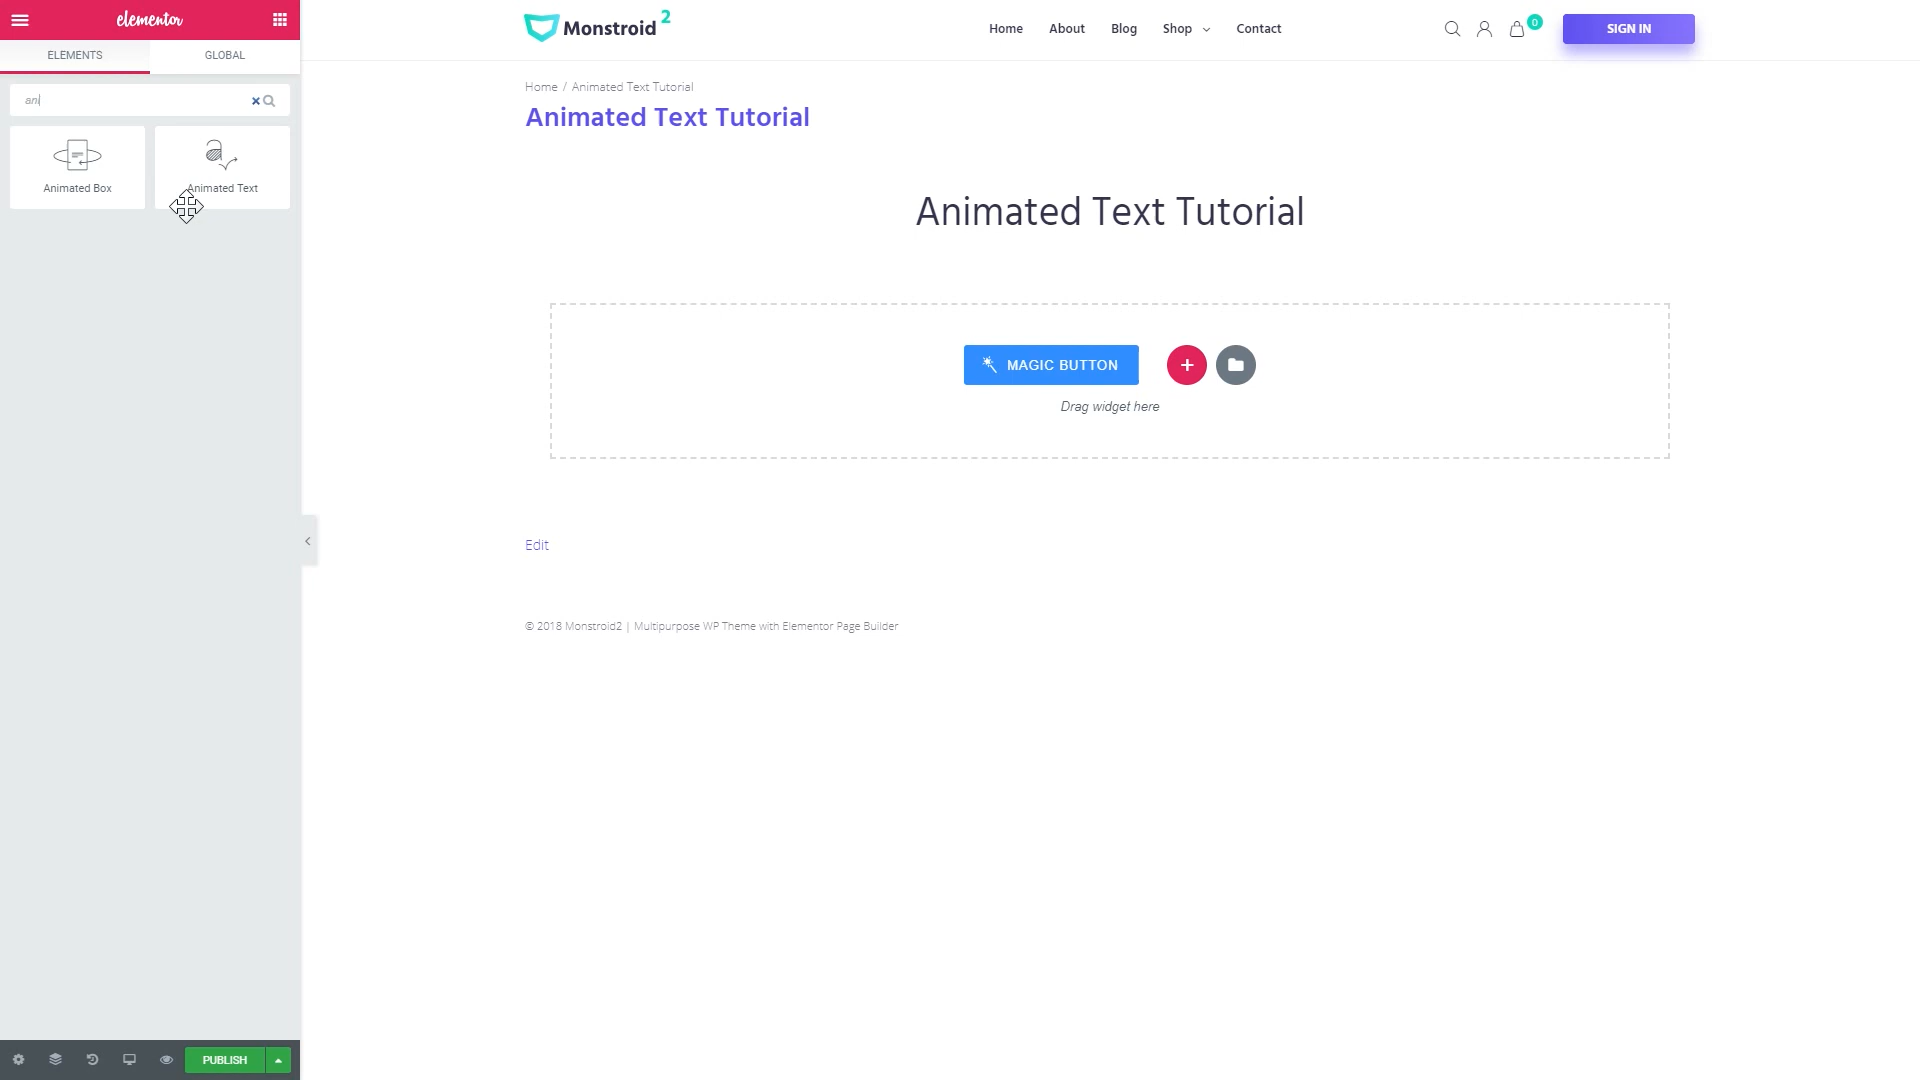 elementor
ELEMENTS
GLOBAL
ani
Animated Box
Animated Text
PUBLISH
Monstroid 2
Home
About
Blog
Shop
Contact
0
SIGN IN
Home / Animated Text Tutorial
Animated Text Tutorial
Animated Text Tutorial
MAGIC BUTTON
Drag widget here
Edit
© 2018 Monstroid2 | Multipurpose WP Theme with Elementor Page Builder